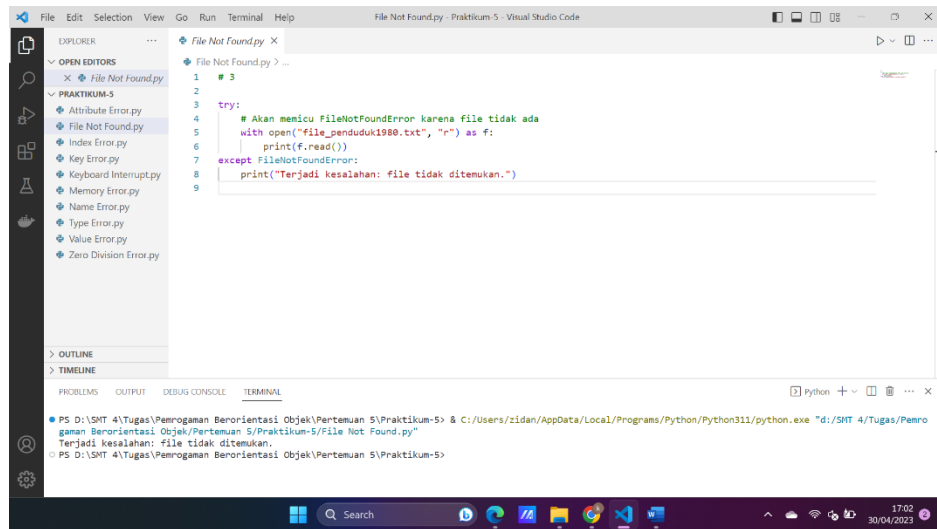 File Edit Selection View Go Run Terminal Help File Not Found.py - Praktikum-5 - Visual Studio Code
EXPLORER
OPEN EDITORS
File Not Found.py
PRAKTIKUM-5
Attribute Error.py
File Not Found.py
Index Error.py
Key Error.py
Keyboard Interrupt.py
Memory Error.py
Name Error.py
Type Error.py
Value Error.py
Zero Division Error.py
OUTLINE
TIMELINE
File Not Found.py
File Not Found.py > ...
1 # 3
2
3 try:
4     # Akan memicu FileNotFoundError karena file tidak ada
5     with open("file_penduduk1980.txt", "r") as f:
6         print(f.read())
7 except FileNotFoundError:
8     print("Terjadi kesalahan: file tidak ditemukan.")
9
PROBLEMS OUTPUT DEBUG CONSOLE TERMINAL Python
PS D:\SMT 4\Tugas\Pemrogaman Berorientasi Objek\Pertemuan 5\Praktikum-5> & C:/Users/zidan/AppData/Local/Programs/Python/Python311/python.exe "d:/SMT 4/Tugas/Pemro
gaman Berorientasi Objek/Pertemuan 5/Praktikum-5/File Not Found.py"
Terjadi kesalahan: file tidak ditemukan.
PS D:\SMT 4\Tugas\Pemrogaman Berorientasi Objek\Pertemuan 5\Praktikum-5>
Search
17:02
30/04/2023
2